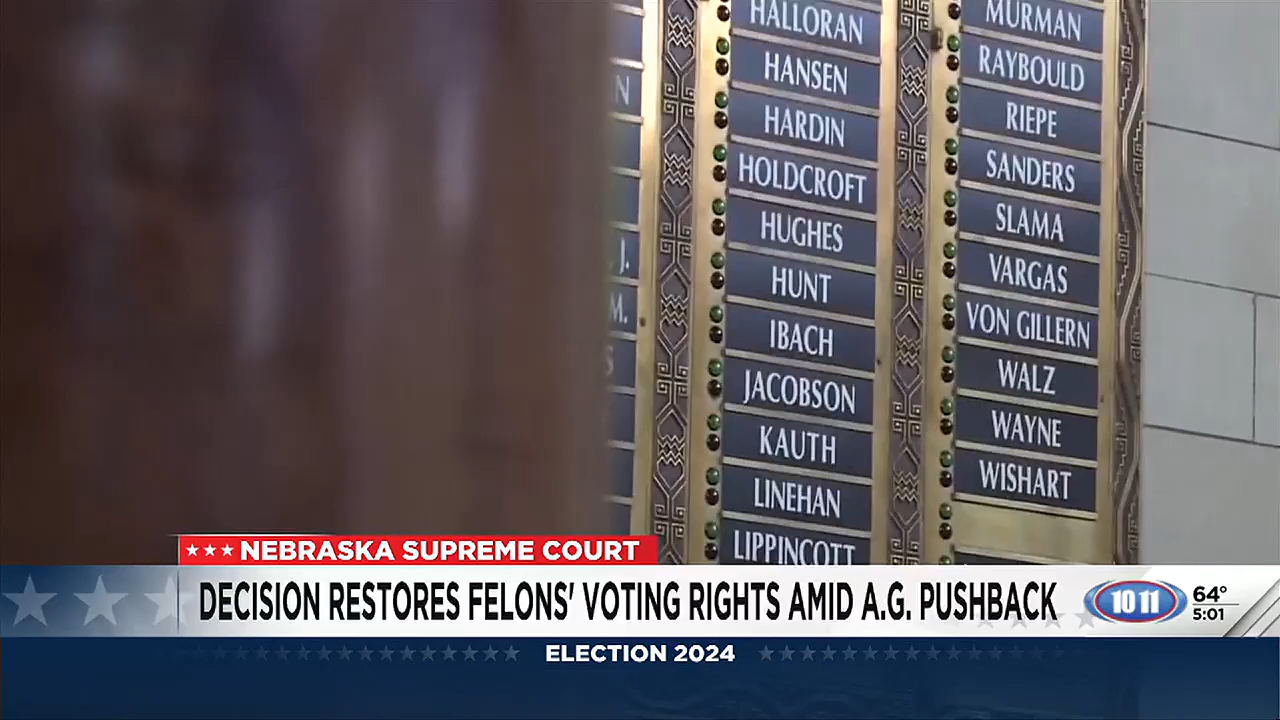 N
J.
M.
S
HALLORAN
HANSEN
HARDIN
HOLDCROFT
HUGHES
HUNT
IBACH
JACOBSON
KAUTH
LINEHAN
LIPPINCOTT
MURMAN
RAYBOULD
RIEPE
SANDERS
SLAMA
VARGAS
VON GILLERN
WALZ
WAYNE
WISHART
NEBRASKA SUPREME COURT
DECISION RESTORES FELONS' VOTING RIGHTS AMID A.G. PUSHBACK
10 11
64°
5:01
ELECTION 2024